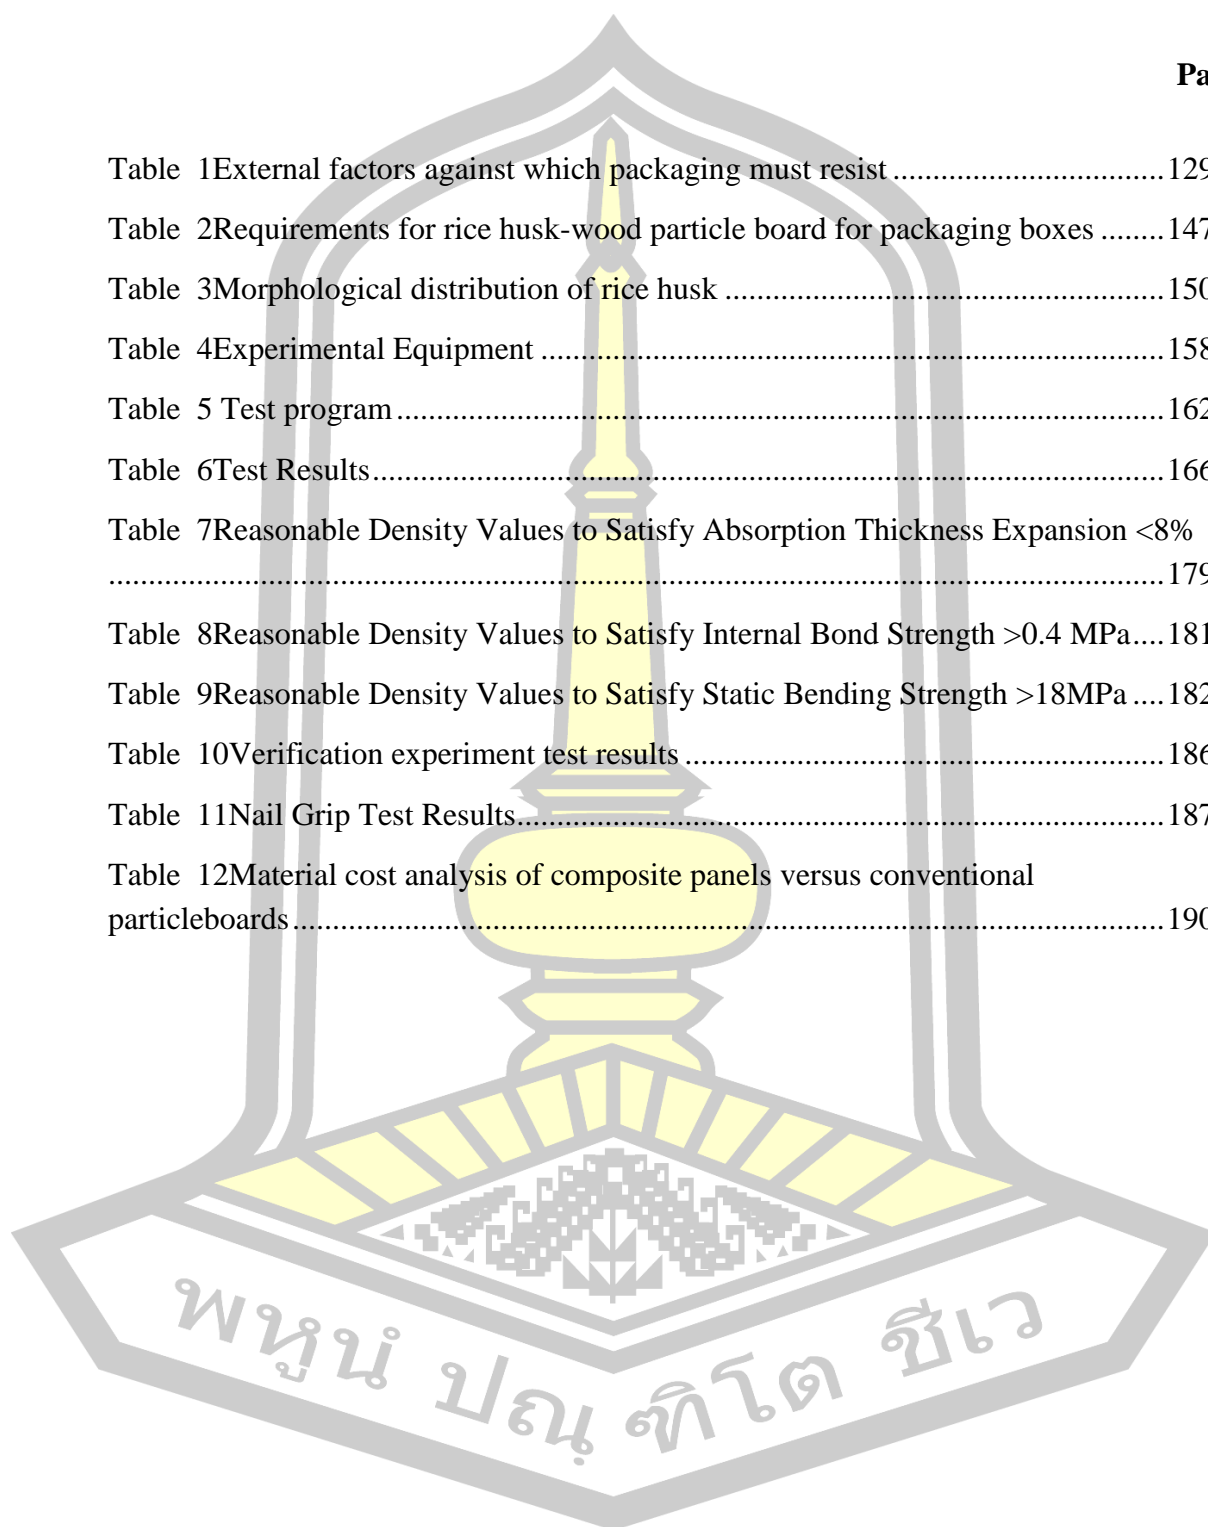 Pa
Table 1External factors against which packaging must resist ............................. 129
Table 2Requirements for rice husk-wood particle board for packaging boxes ........ 147
Table 3Morphological distribution of rice husk ............................................... 150
Table 4Experimental Equipment .................................................................... 158
Table 5 Test program .................................................................................... 162
Table 6Test Results ....................................................................................... 166
Table 7Reasonable Density Values to Satisfy Absorption Thickness Expansion <8%
................................................................................................................ 179
Table 8Reasonable Density Values to Satisfy Internal Bond Strength >0.4 MPa .... 181
Table 9Reasonable Density Values to Satisfy Static Bending Strength >18MPa .... 182
Table 10Verification experiment test results .................................................... 186
Table 11Nail Grip Test Results ....................................................................... 187
Table 12Material cost analysis of composite panels versus conventional
particleboards ............................................................................................... 190
พหูนํ ปณฺ ฑิโต ชีเว